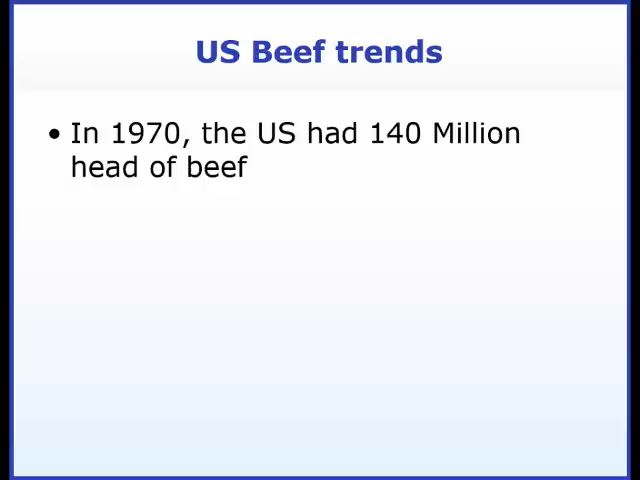 US Beef trends
• In 1970, the US had 140 Million
head of beef